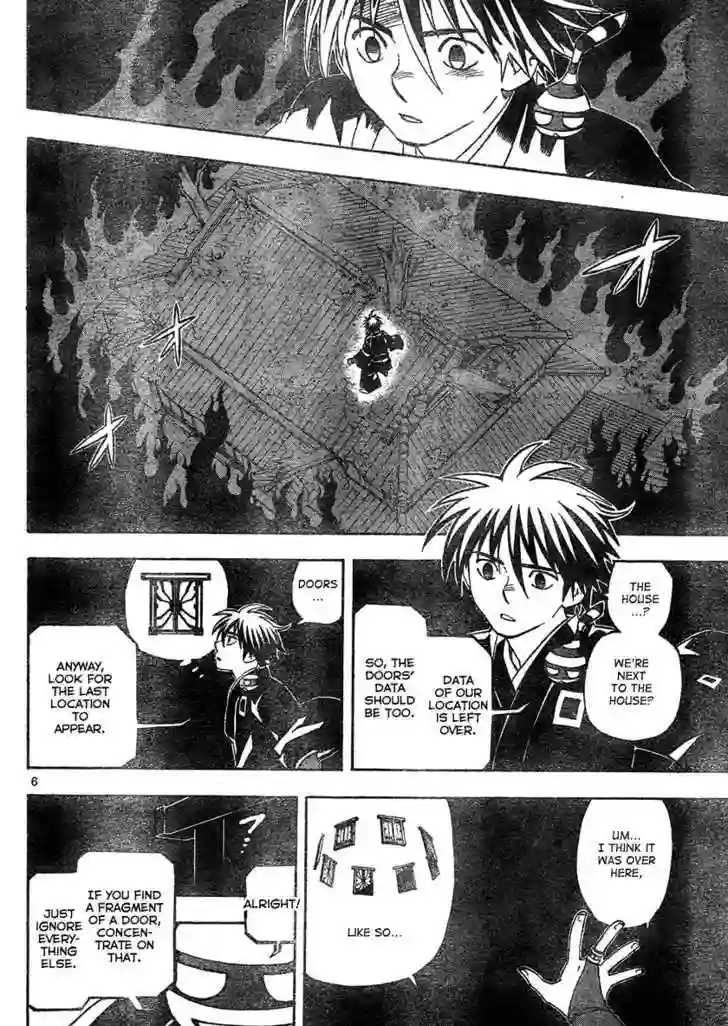 THE
HOUSE
...?
WE'RE
NEXT
TO THE
HOUSE?
DATA
OF OUR
LOCATION
IS LEFT
OVER.
SO, THE
DOORS'
DATA
SHOULD
BE TOO.
DOORS
...
ANYWAY,
LOOK FOR
THE LAST
LOCATION
TO
APPEAR.
6
UM...
I THINK IT
WAS OVER
HERE,
LIKE SO...
ALRIGHT!
IF YOU FIND
A FRAGMENT
OF A DOOR,
CONCEN-
TRATE ON
THAT.
JUST
IGNORE
EVERY-
THING
ELSE.